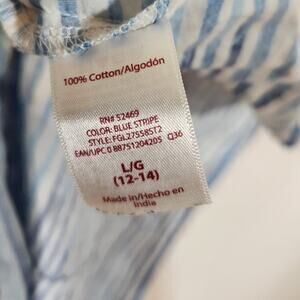 100% Cotton/Algodón
RN# 52469
COLOR: BLUE STRIPE
STYLE: FGL27558ST2
EAN/UPC 0 88751204205 Q36
L/G
(12-14)
Made in/Hecho en
India